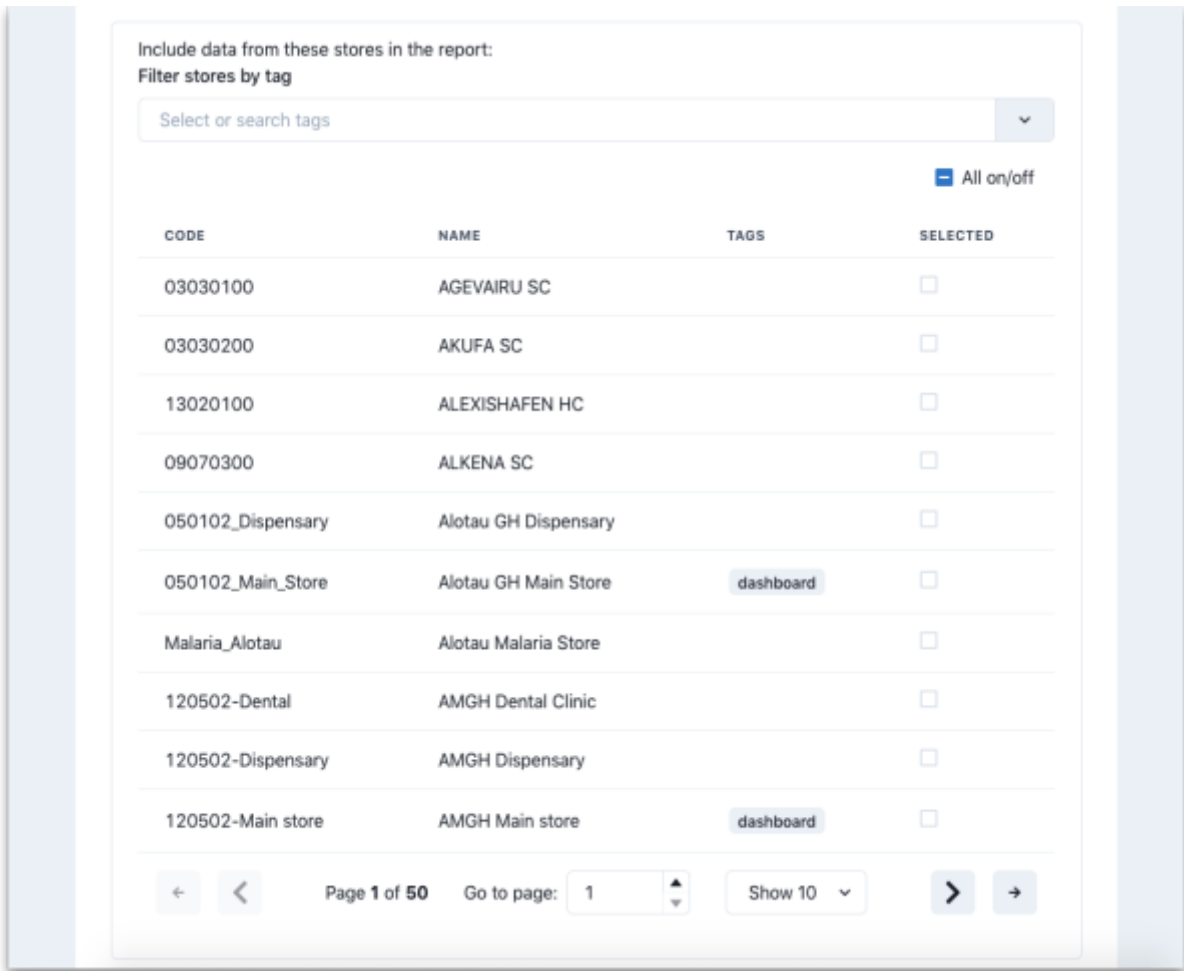 Include data from these stores in the report:
Filter stores by tag
Select or search tags
All on/off
CODE NAME TAGS SELECTED
03030100 AGEVAIRU SC
03030200 AKUFA SC
13020100 ALEXISHAFEN HC
09070300 ALKENA SC
050102_Dispensary Alotau GH Dispensary
050102_Main_Store Alotau GH Main Store dashboard
Malaria_Alotau Alotau Malaria Store
120502-Dental AMGH Dental Clinic
120502-Dispensary AMGH Dispensary
120502-Main store AMGH Main store dashboard
Page 1 of 50 Go to page: 1 Show 10